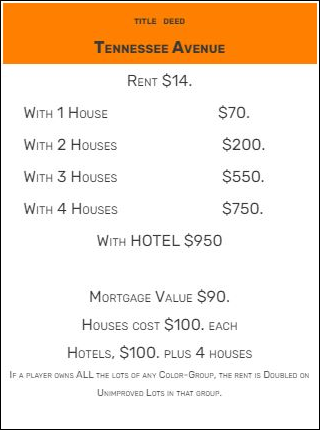 TITLE DEED
TENNESSEE AVENUE
RENT $14.
WITH 1 HOUSE $70.
WITH 2 HOUSES $200.
WITH 3 HOUSES $550.
WITH 4 HOUSES $750.
WITH HOTEL $950
MORTGAGE VALUE $90.
HOUSES COST $100. EACH
HOTELS, $100. PLUS 4 HOUSES
IF A PLAYER OWNS ALL THE LOTS OF ANY COLOR-GROUP, THE RENT IS DOUBLED ON
UNIMPROVED LOTS IN THAT GROUP.